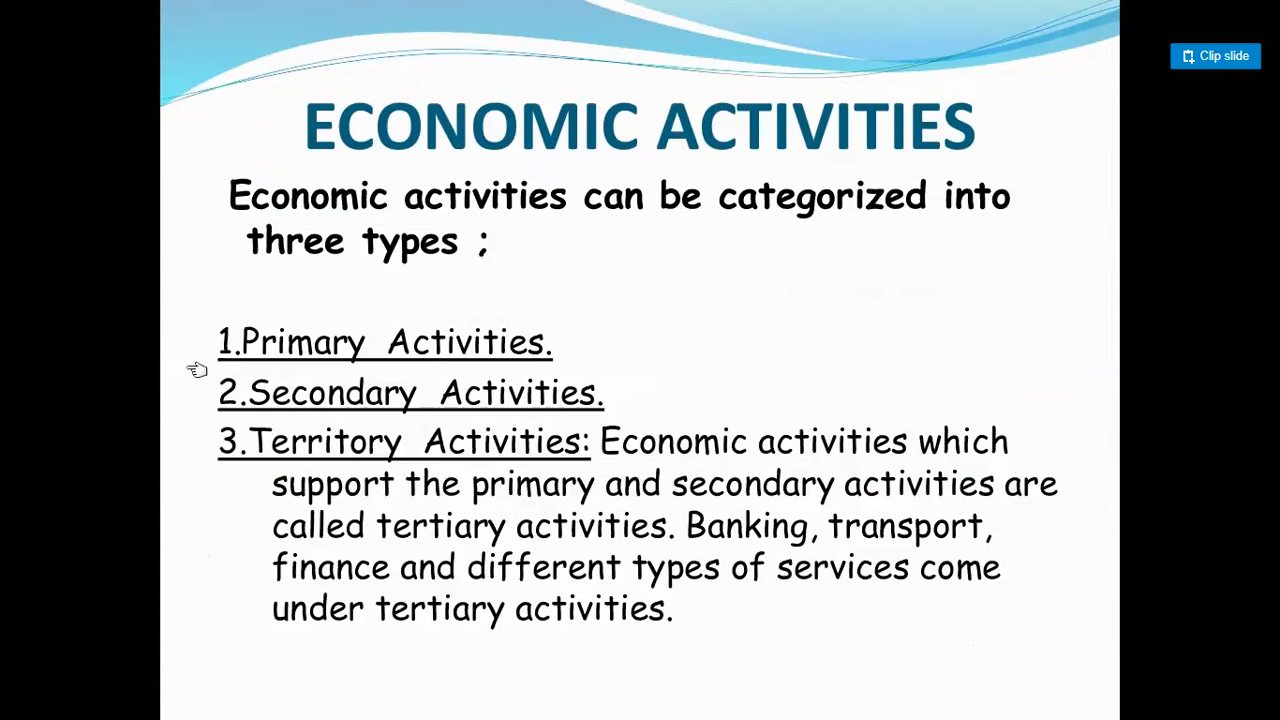 Clip slide
ECONOMIC ACTIVITIES
Economic activities can be categorized into
three types ;
1.Primary Activities.
2.Secondary Activities.
3.Territory Activities: Economic activities which
support the primary and secondary activities are
called tertiary activities. Banking, transport,
finance and different types of services come
under tertiary activities.